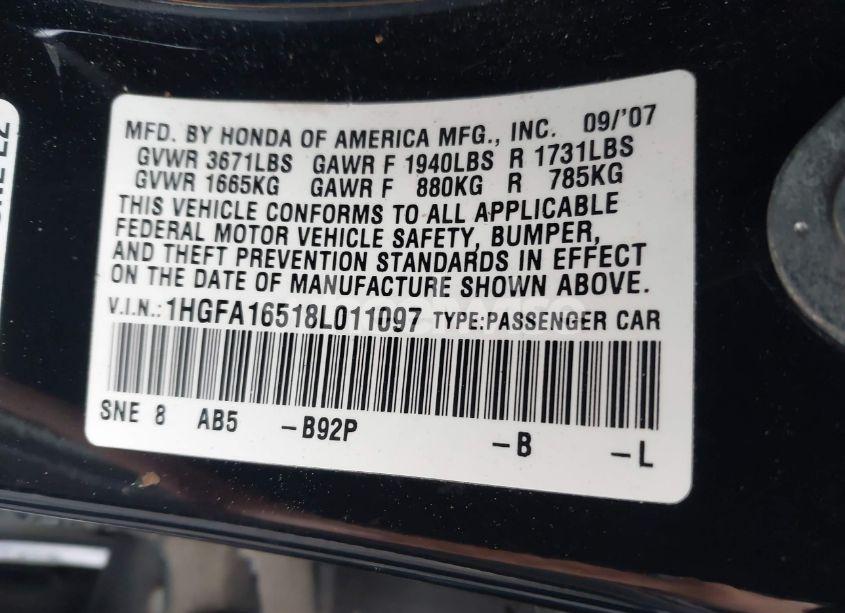 MFD. BY HONDA OF AMERICA MFG., INC. 09/'07
GVWR 3671LBS GAWR F 1940LBS R 1731LBS
GVWR 1665KG GAWR F 880KG R 785KG
THIS VEHICLE CONFORMS TO ALL APPLICABLE
FEDERAL MOTOR VEHICLE SAFETY, BUMPER,
AND THEFT PREVENTION STANDARDS IN EFFECT
ON THE DATE OF MANUFACTURE SHOWN ABOVE.
V.I.N.: 1HGFA16518L011097 TYPE:PASSENGER CAR
SNE 8 AB5 -B92P -B -L